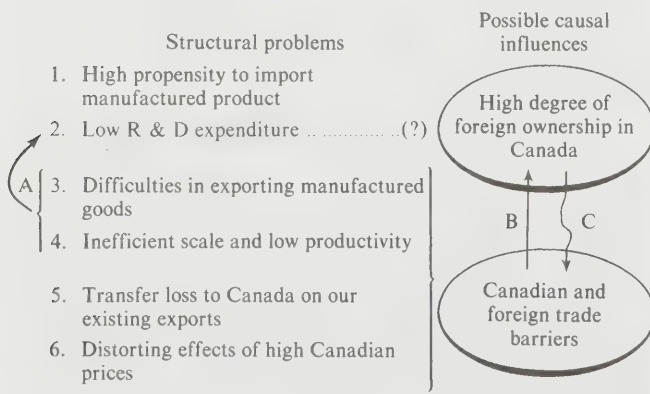 Structural problems
1. High propensity to import
manufactured product
2. Low R & D expenditure .. ............ ..(?)
A
3. Difficulties in exporting manufactured
goods
4. Inefficient scale and low productivity
5. Transfer loss to Canada on our
existing exports
6. Distorting effects of high Canadian
prices
Possible causal
influences
High degree of
foreign ownership in
Canada
B C
Canadian and
foreign trade
barriers